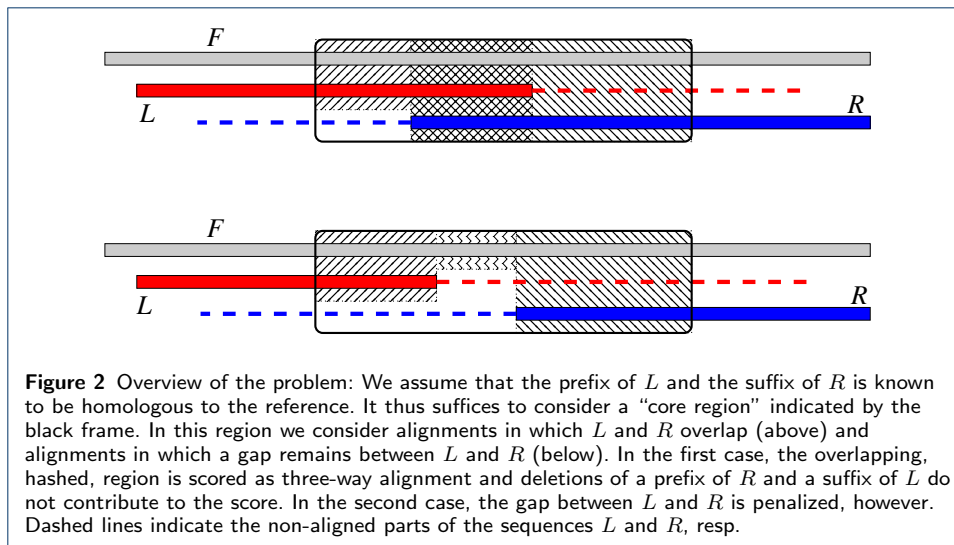 F
L
R
F
L
R
Figure 2 Overview of the problem: We assume that the prefix of L and the suffix of R is known
to be homologous to the reference. It thus suffices to consider a “core region” indicated by the
black frame. In this region we consider alignments in which L and R overlap (above) and
alignments in which a gap remains between L and R (below). In the first case, the overlapping,
hashed, region is scored as three-way alignment and deletions of a prefix of R and a suffix of L do
not contribute to the score. In the second case, the gap between L and R is penalized, however.
Dashed lines indicate the non-aligned parts of the sequences L and R, resp.